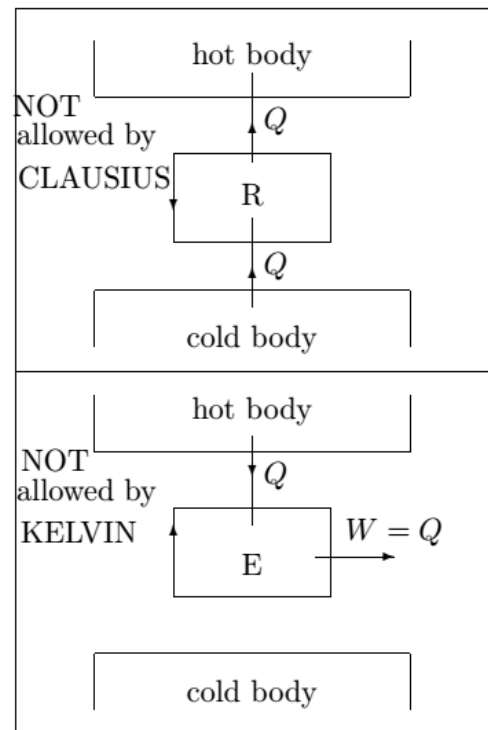 hot body
NOT
allowed by
Q
CLAUSIUS
R
Q
cold body
hot body
NOT
allowed by
Q
KELVIN
W = Q
E
cold body